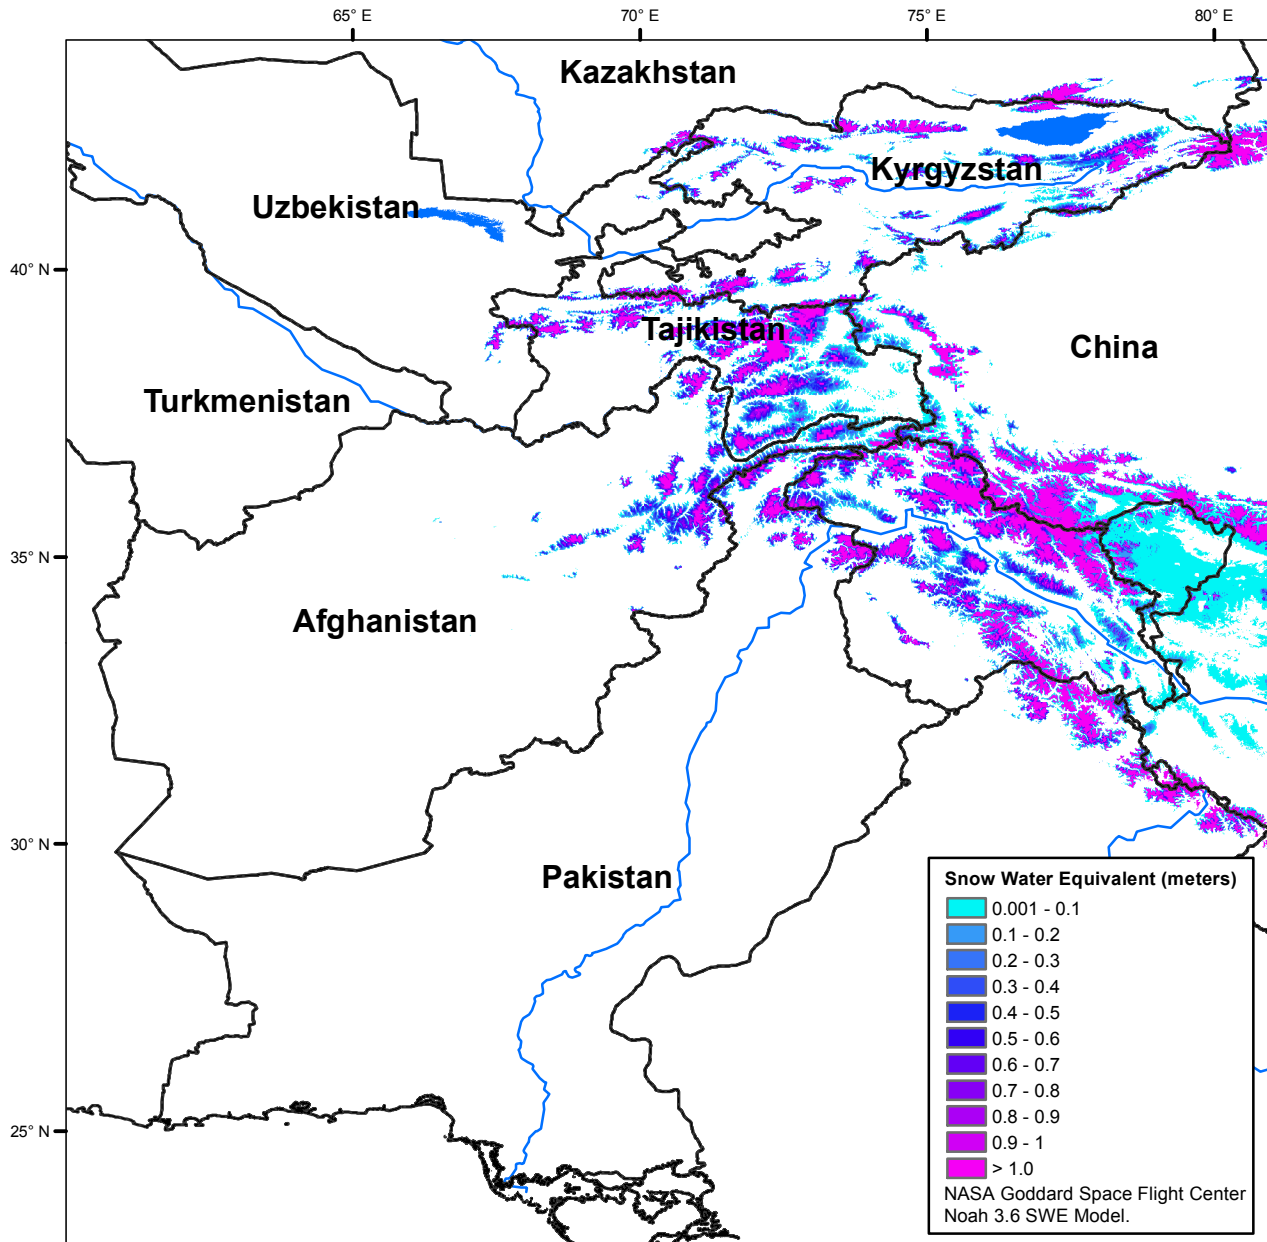 65° E
70° E
75° E
80° E
Kazakhstan
Kyrgyzstan
Uzbekistan
40° N
Tajikistan
China
Turkmenistan
35° N
Afghanistan
30° N
Pakistan
25° N
Snow Water Equivalent (meters)
0.001 - 0.1
0.1 - 0.2
0.2 - 0.3
0.3 - 0.4
0.4 - 0.5
0.5 - 0.6
0.6 - 0.7
0.7 - 0.8
0.8 - 0.9
0.9 - 1
> 1.0
NASA Goddard Space Flight Center
Noah 3.6 SWE Model.